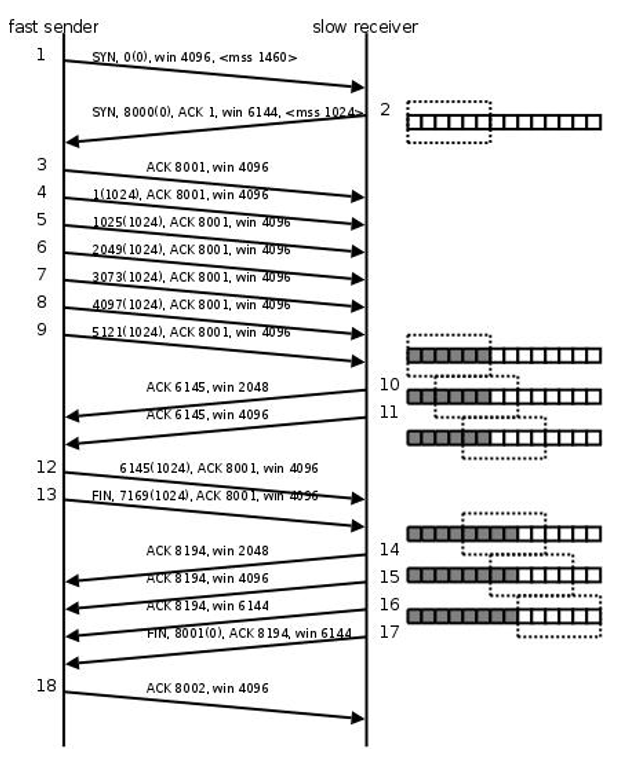 fast sender slow receiver
1 SYN, 0(0), win 4096, <mss 1460>
SYN, 8000(0), ACK 1, win 6144, <mss 1024> 2
3 ACK 8001, win 4096
4 1(1024), ACK 8001, win 4096
5 1025(1024), ACK 8001, win 4096
6 2049(1024), ACK 8001, win 4096
7 3073(1024), ACK 8001, win 4096
8 4097(1024), ACK 8001, win 4096
9 5121(1024), ACK 8001, win 4096
ACK 6145, win 2048 10
ACK 6145, win 4096 11
12 6145(1024), ACK 8001, win 4096
13 FIN, 7169(1024), ACK 8001, win 4096
ACK 8194, win 2048 14
ACK 8194, win 4096 15
ACK 8194, win 6144 16
FIN, 8001(0), ACK 8194, win 6144 17
18 ACK 8002, win 4096